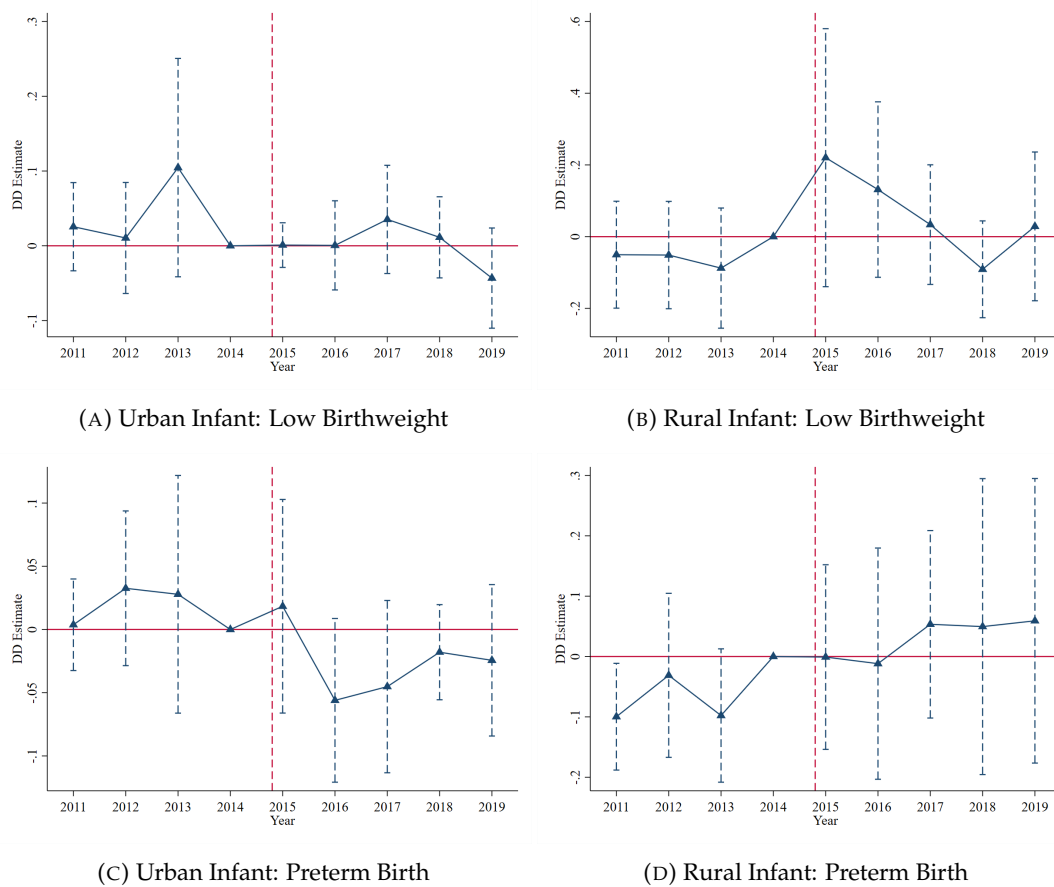 DD Estimate
.3
.2
.1
0
-.1
2011 2012 2013 2014 2015 2016 2017 2018 2019
Year
(A) Urban Infant: Low Birthweight
DD Estimate
.6
.4
.2
0
-.2
2011 2012 2013 2014 2015 2016 2017 2018 2019
Year
(B) Rural Infant: Low Birthweight
DD Estimate
.1
.05
0
-.05
-.1
2011 2012 2013 2014 2015 2016 2017 2018 2019
Year
(C) Urban Infant: Preterm Birth
DD Estimate
.3
.2
.1
0
-.1
-.2
2011 2012 2013 2014 2015 2016 2017 2018 2019
Year
(D) Rural Infant: Preterm Birth